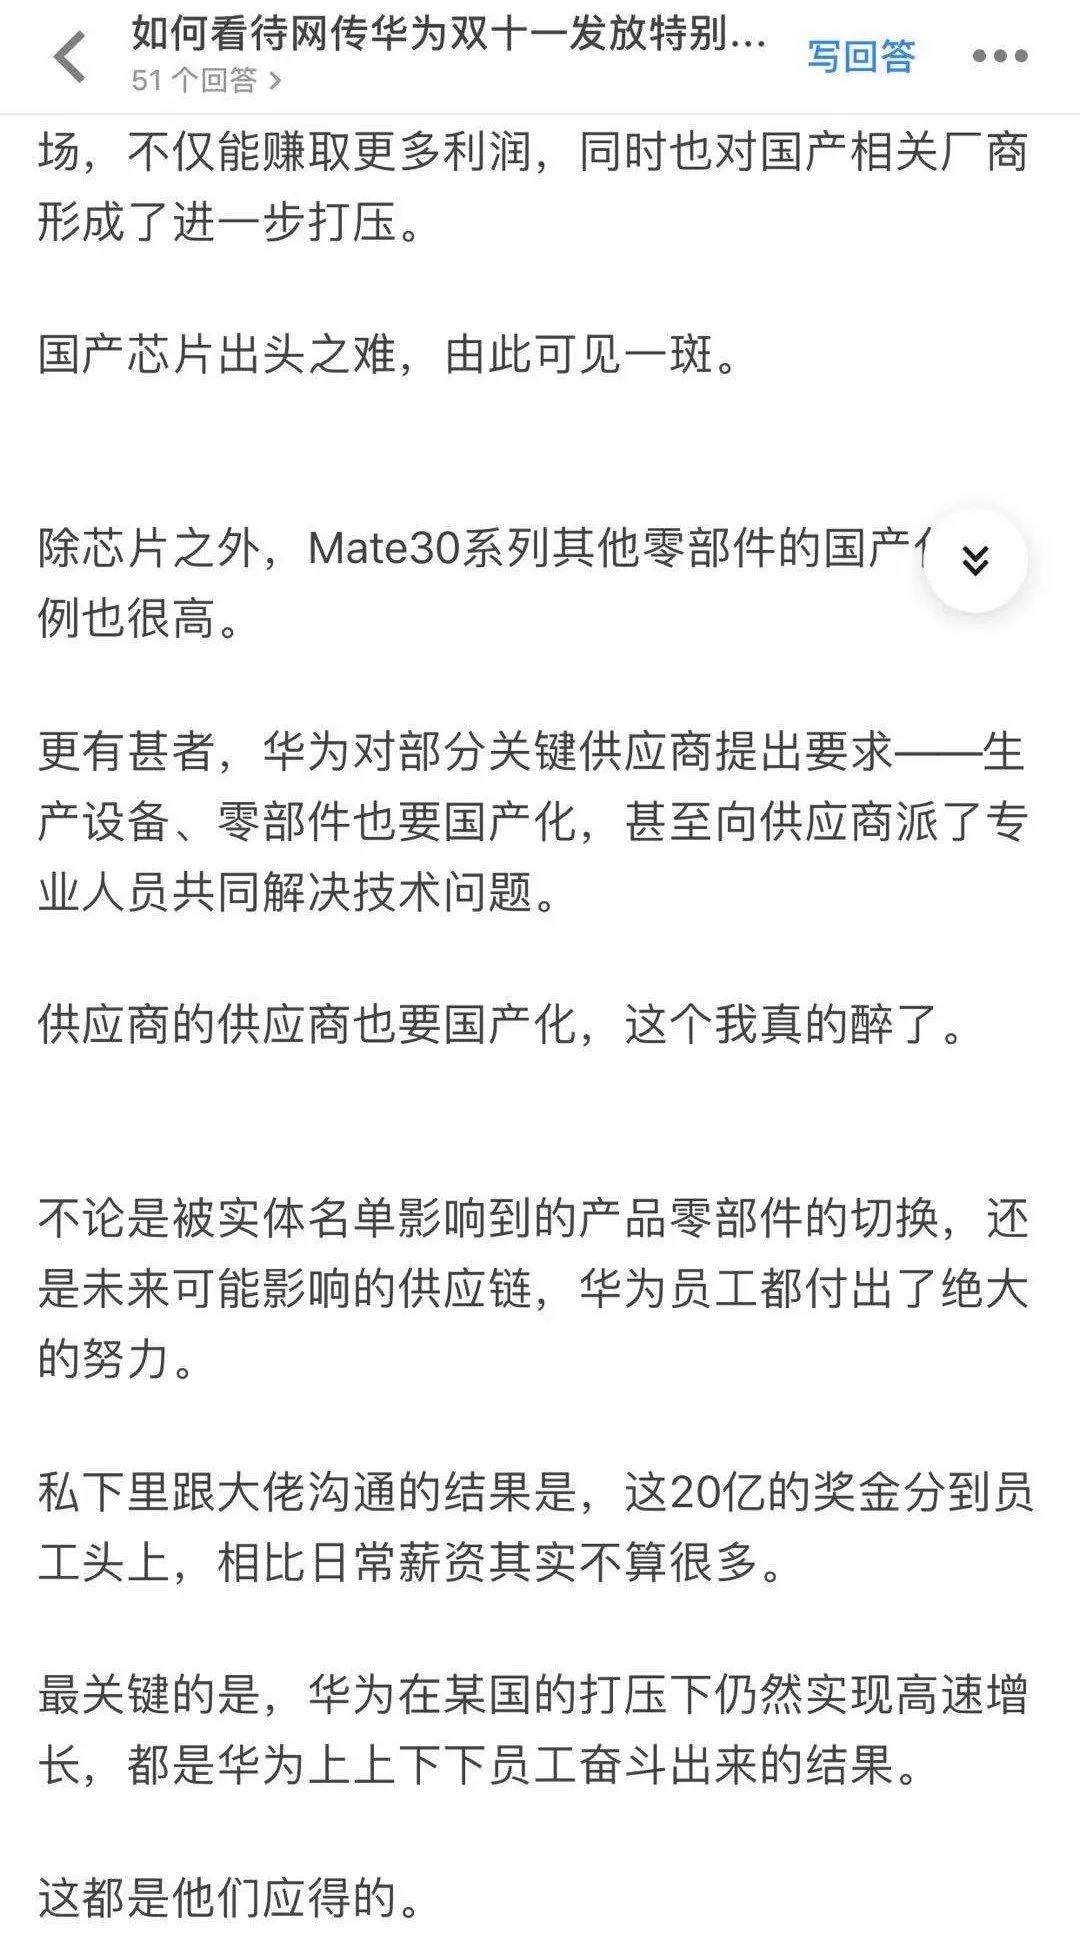 如何看待网传华为双十一发放特别...
写回答
51 个回答
场，不仅能赚取更多利润，同时也对国产相关厂商
形成了进一步打压。
国产芯片出头之难，由此可见一斑。
除芯片之外，Mate30系列其他零部件的国产
例也很高。
更有甚者，华为对部分关键供应商提出要求——生
产设备、零部件也要国产化，甚至向供应商派了专
业人员共同解决技术问题。
供应商的供应商也要国产化，这个我真的醉了。
不论是被实体名单影响到的产品零部件的切换，还
是未来可能影响的供应链，华为员工都付出了绝大
的努力。
私下里跟大佬沟通的结果是，这20亿的奖金分到员
工头上，相比日常薪资其实不算很多。
最关键的是，华为在某国的打压下仍然实现高速增
长，都是华为上上下下员工奋斗出来的结果。
这都是他们应得的。